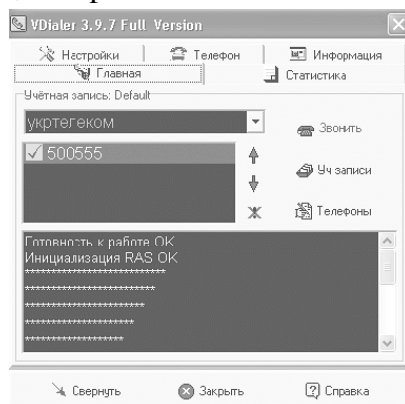 VDialer 3.9.7 Full Version
Настройки Телефон Информация
Главная Статистика
Учётная запись: Default
укртегеком
Звонить
500555
Уч записи
Телефоны
Готовность к работе OK
Инициализация RAS OK
***************************
*************************
***********************
*********************
*******************
Свернуть Закрыть Справка